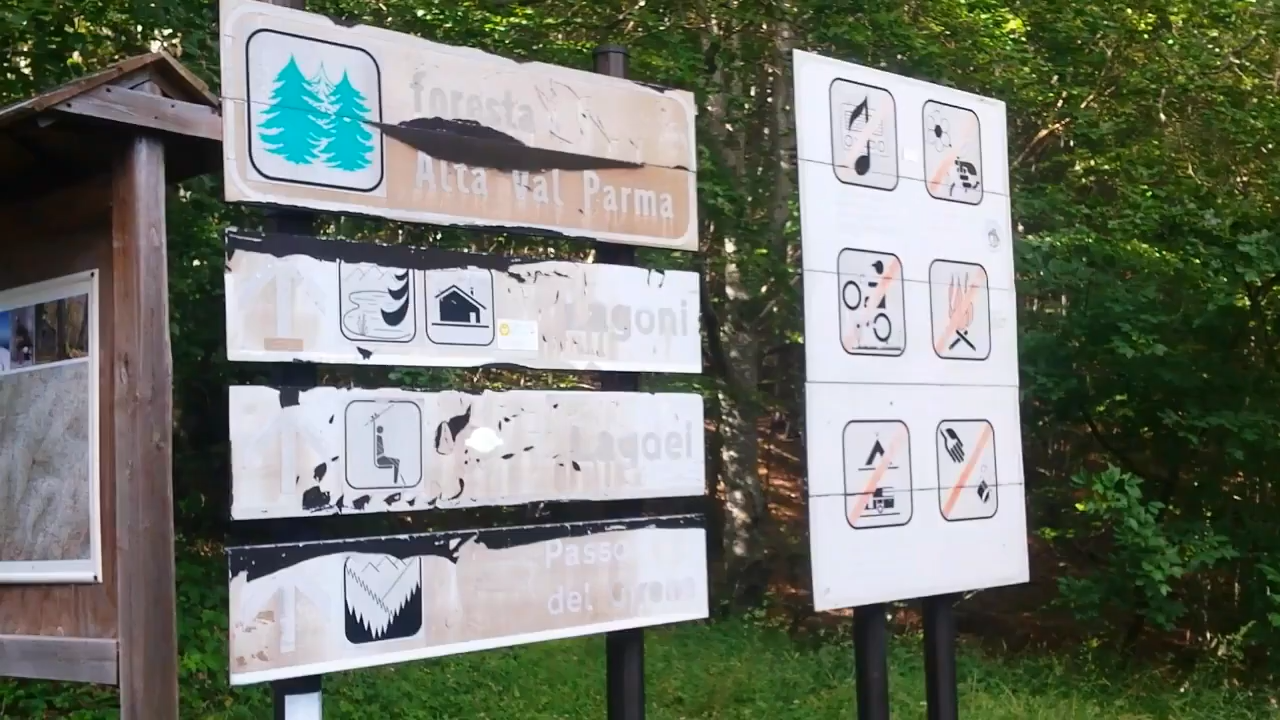 foresta
Alta Val Parma
Lagoni
Lagdei
Passo
del